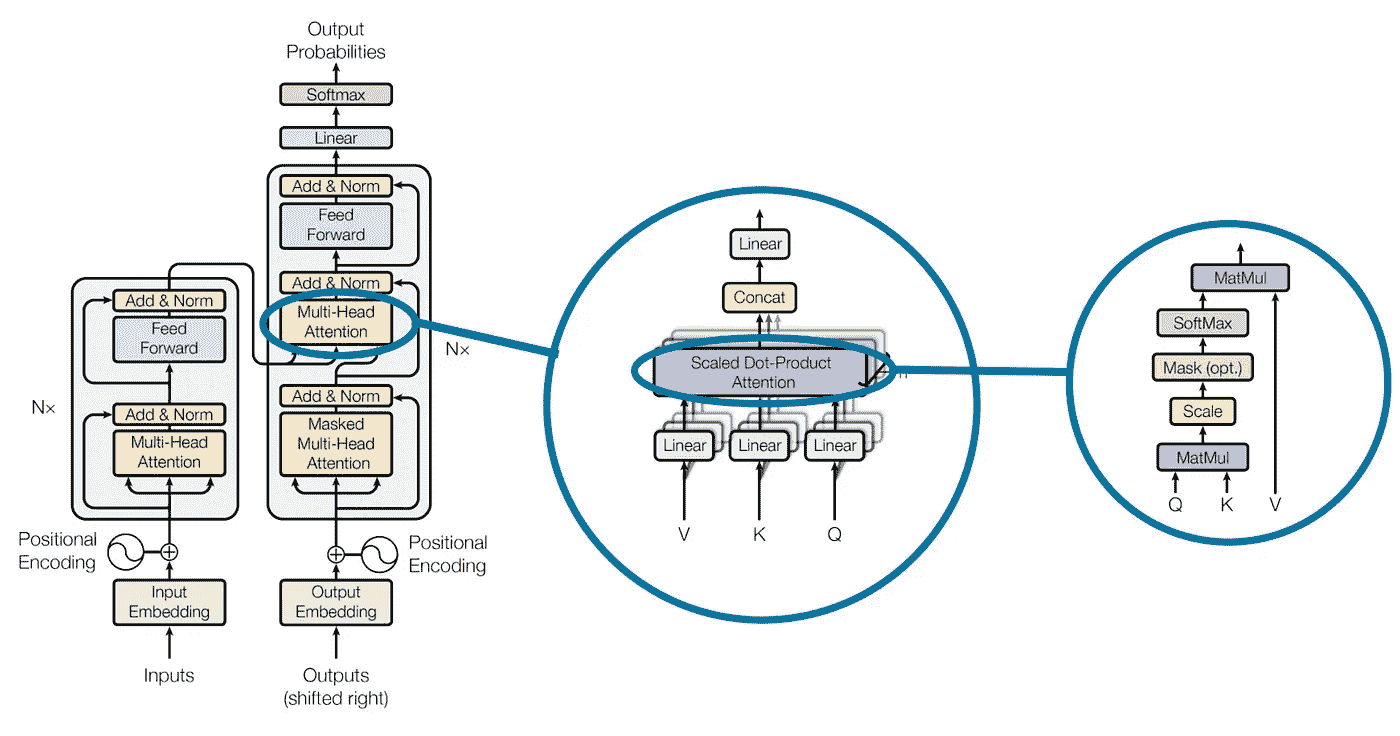 Output
Probabilities
Softmax
Linear
Add & Norm
Feed
Forward
Add & Norm
Multi-Head
Attention
Nx
Add & Norm
Masked
Multi-Head
Attention
Positional
Encoding
Output
Embedding
Outputs
(shifted right)
Add & Norm
Feed
Forward
Nx
Add & Norm
Multi-Head
Attention
Positional
Encoding
Input
Embedding
Inputs
Linear
Concat
Scaled Dot-Product
Attention
Linear
Linear
Linear
V
K
Q
MatMul
SoftMax
Mask (opt.)
Scale
MatMul
Q
K
V